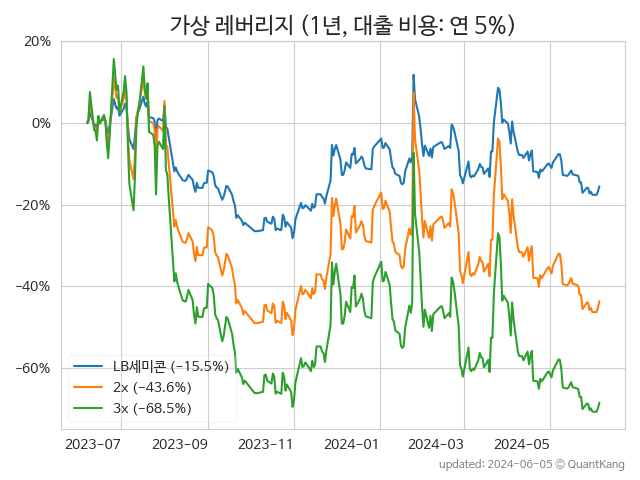 가상 레버리지 (1년, 대출 비용: 연 5%)
20%
0%
−20%
−40%
−60%
LB세미콘 (−15.5%)
2x (−43.6%)
3x (−68.5%)
2023-07 2023-09 2023-11 2024-01 2024-03 2024-05
updated: 2024-06-05 © QuantKang